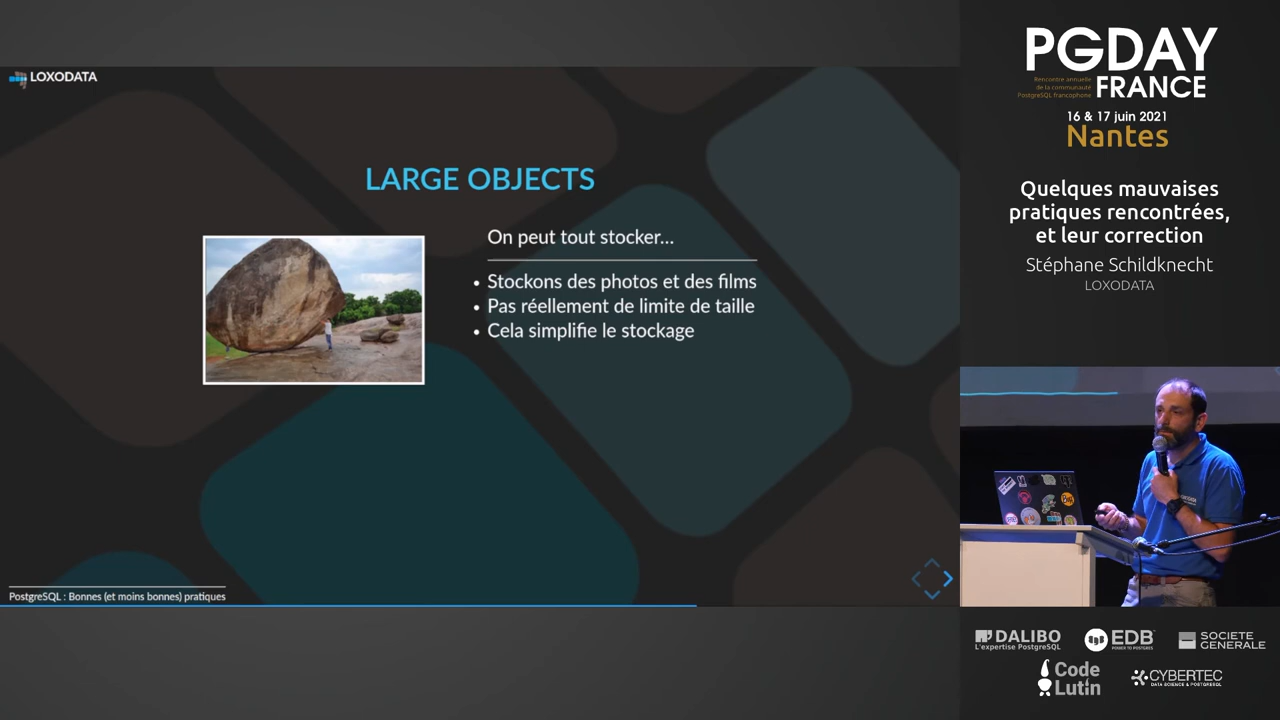 LOXODATA
LARGE OBJECTS
On peut tout stocker...
• Stockons des photos et des films
• Pas réellement de limite de taille
• Cela simplifie le stockage
PostgreSQL : Bonnes (et moins bonnes) pratiques
PGDAY
Rencontre annuelle
de la communauté
PostgreSQL francophone
FRANCE
16 & 17 juin 2021
Nantes
Quelques mauvaises
pratiques rencontrées,
et leur correction
Stéphane Schildknecht
LOXODATA
DALIBO
L'expertise PostgreSQL
EDB
POWER TO POSTGRES
SOCIETE
GENERALE
Code
Lutin
CYBERTEC
DATA SCIENCE & POSTGRESQL